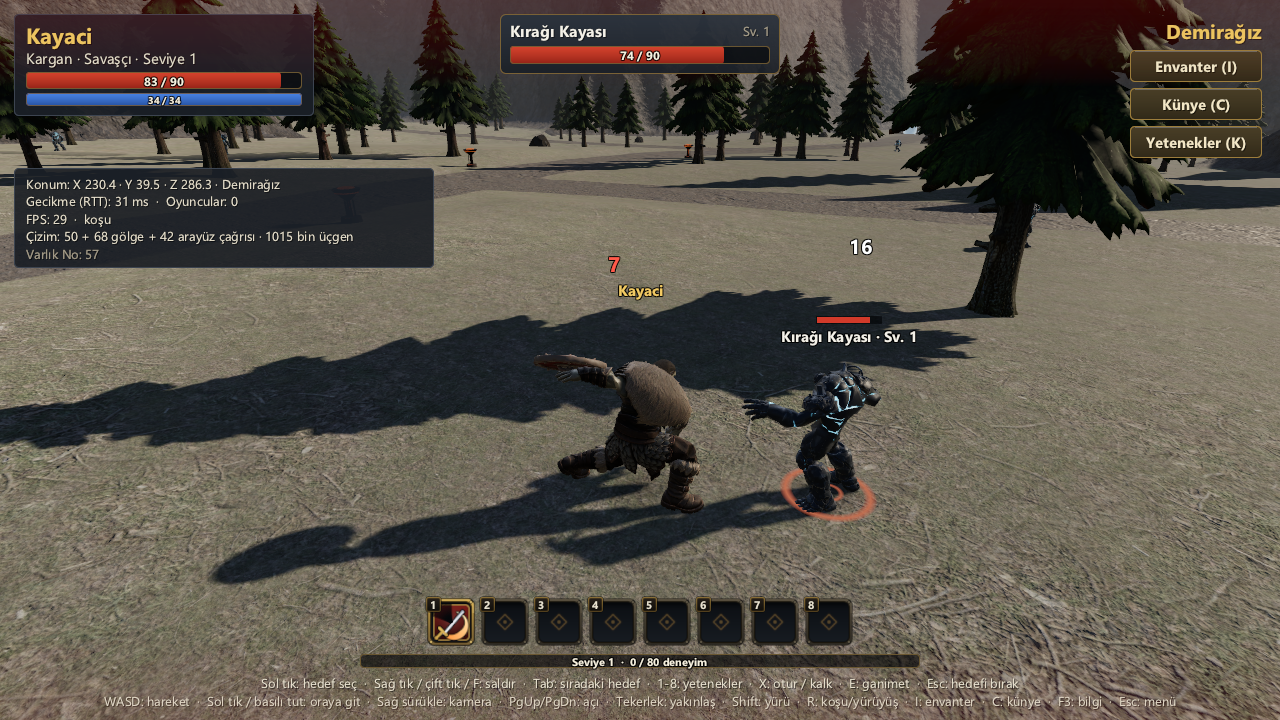 Kayaci
Kargan · Savaşçı · Seviye 1
83 / 90
34 / 34
Kırağı Kayası Sv. 1
74 / 90
Demirağız
Envanter (I)
Künye (C)
Yetenekler (K)
Konum: X 230.4 · Y 39.5 · Z 286.3 · Demirağız
Gecikme (RTT): 31 ms · Oyuncular: 0
FPS: 29 · koşu
Çizim: 50 + 68 gölge + 42 arayüz çağrısı · 1015 bin üçgen
Varlık No: 57
16
7
Kayaci
Kırağı Kayası · Sv. 1
1 2 3 4 5 6 7 8
Seviye 1 · 0 / 80 deneyim
Sol tık: hedef seç · Sağ tık / çift tık / F: saldır · Tab: sıradaki hedef · 1-8: yetenekler · X: otur / kalk · E: ganimet · Esc: hedefi bırak
WASD: hareket · Sol tık / basılı tut: oraya git · Sağ sürükle: kamera · PgUp/PgDn: açı · Tekerlek: yakınlaş · Shift: yürü · R: koşu/yürüyüş · I: envanter · C: künye · F3: bilgi · Esc: menü